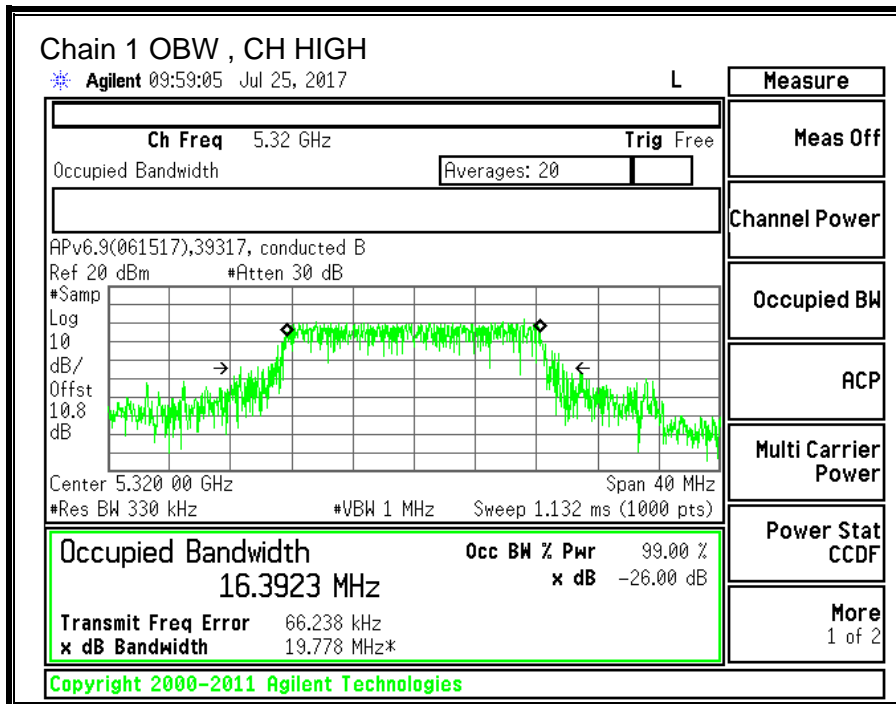 Chain 1 OBW , CH HIGH
Agilent 09:59:05 Jul 25, 2017 L
Measure
Ch Freq 5.32 GHz Trig Free
Occupied Bandwidth Averages: 20
APv6.9(061517),39317, conducted B
Ref 20 dBm #Atten 30 dB
#Samp
Log
10
dB/
Offst
10.8
dB
Center 5.320 00 GHz Span 40 MHz
#Res BW 330 kHz #VBW 1 MHz Sweep 1.132 ms (1000 pts)
Occupied Bandwidth Occ BW % Pwr 99.00 %
16.3923 MHz x dB -26.00 dB
Transmit Freq Error 66.238 kHz
x dB Bandwidth 19.778 MHz*
Copyright 2000-2011 Agilent Technologies
Meas Off
Channel Power
Occupied BW
ACP
Multi Carrier
Power
Power Stat
CCDF
More
1 of 2